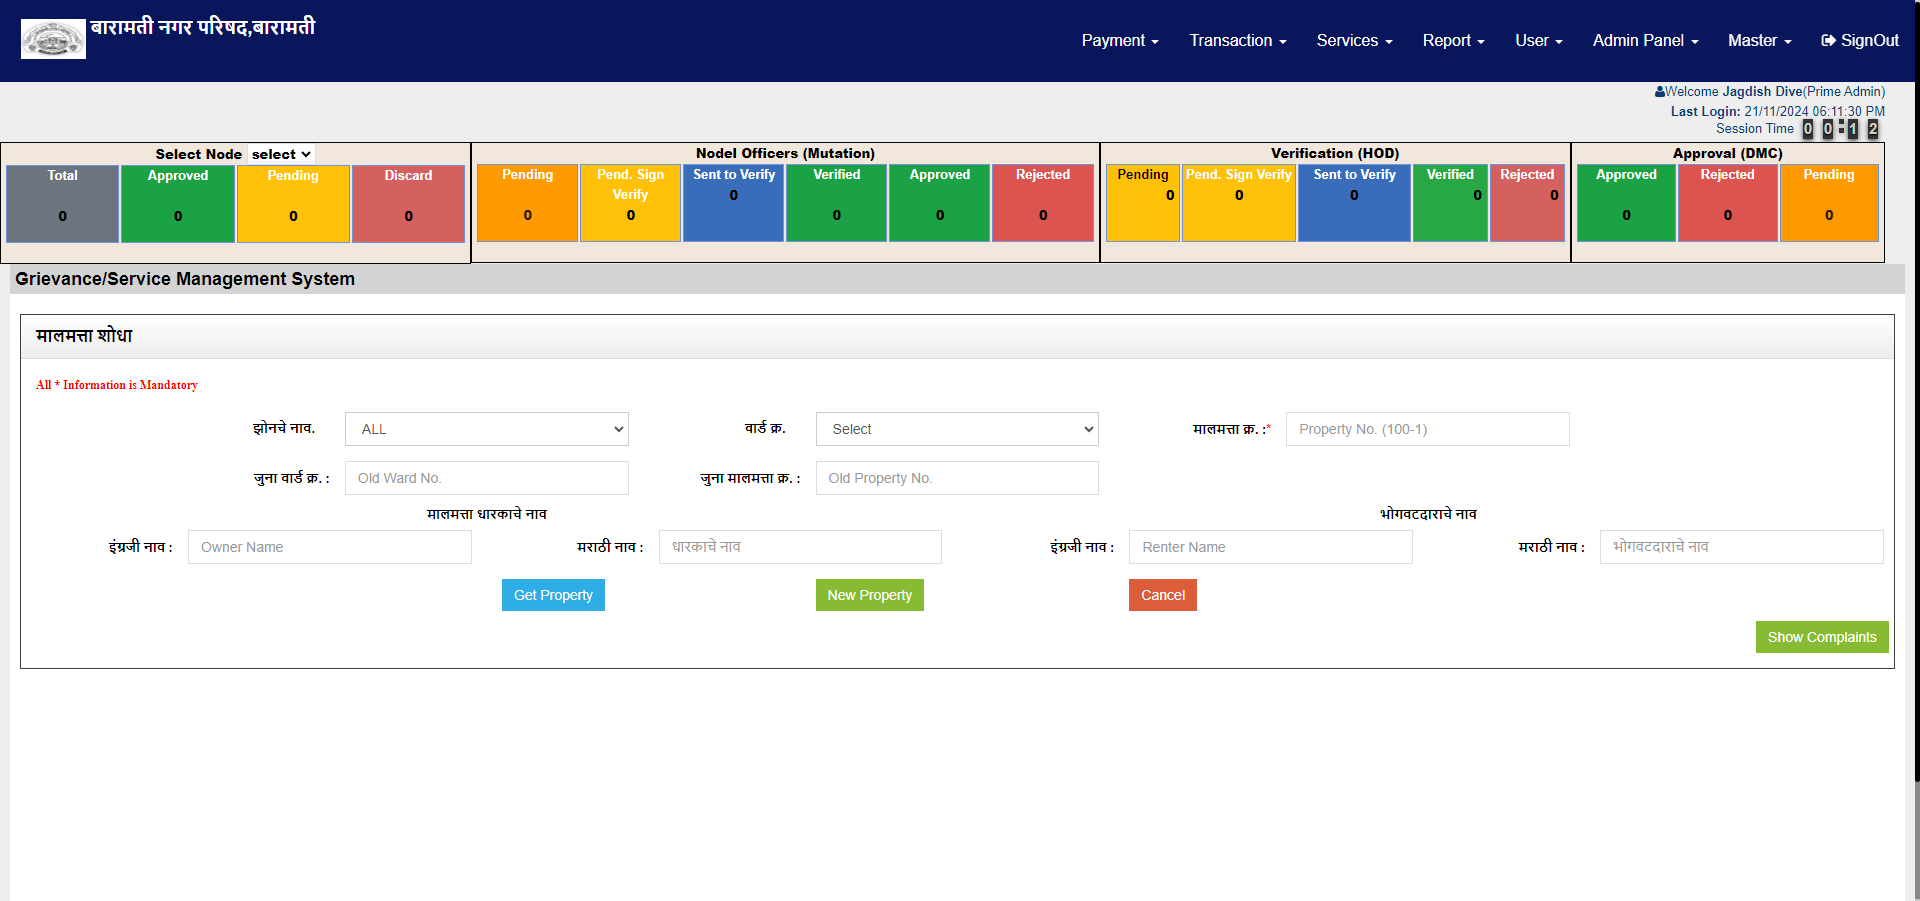 बारामती नगर परिषद,बारामती
Payment Transaction Services Report User Admin Panel Master SignOut
Welcome Jagdish Dive(Prime Admin)
Last Login: 21/11/2024 06:11:30 PM
Session Time 00:12
Select Node select
Total Approved Pending Discard
0 0 0 0
Nodel Officers (Mutation)
Pending Pend. Sign Verify Sent to Verify Verified Approved Rejected
0 0 0 0 0 0
Verification (HOD)
Pending Pend. Sign Verify Sent to Verify Verified Rejected
0 0 0 0 0
Approval (DMC)
Approved Rejected Pending
0 0 0
Grievance/Service Management System
मालमत्ता शोधा
All * Information is Mandatory
झोनचे नाव. ALL वार्ड क्र. Select मालमत्ता क्र. :* Property No. (100-1)
जुना वार्ड क्र. : Old Ward No. जुना मालमत्ता क्र. : Old Property No.
मालमत्ता धारकाचे नाव भोगवटदाराचे नाव
इंग्रजी नाव : Owner Name मराठी नाव : धारकाचे नाव इंग्रजी नाव : Renter Name मराठी नाव : भोगवटदाराचे नाव
Get Property New Property Cancel
Show Complaints